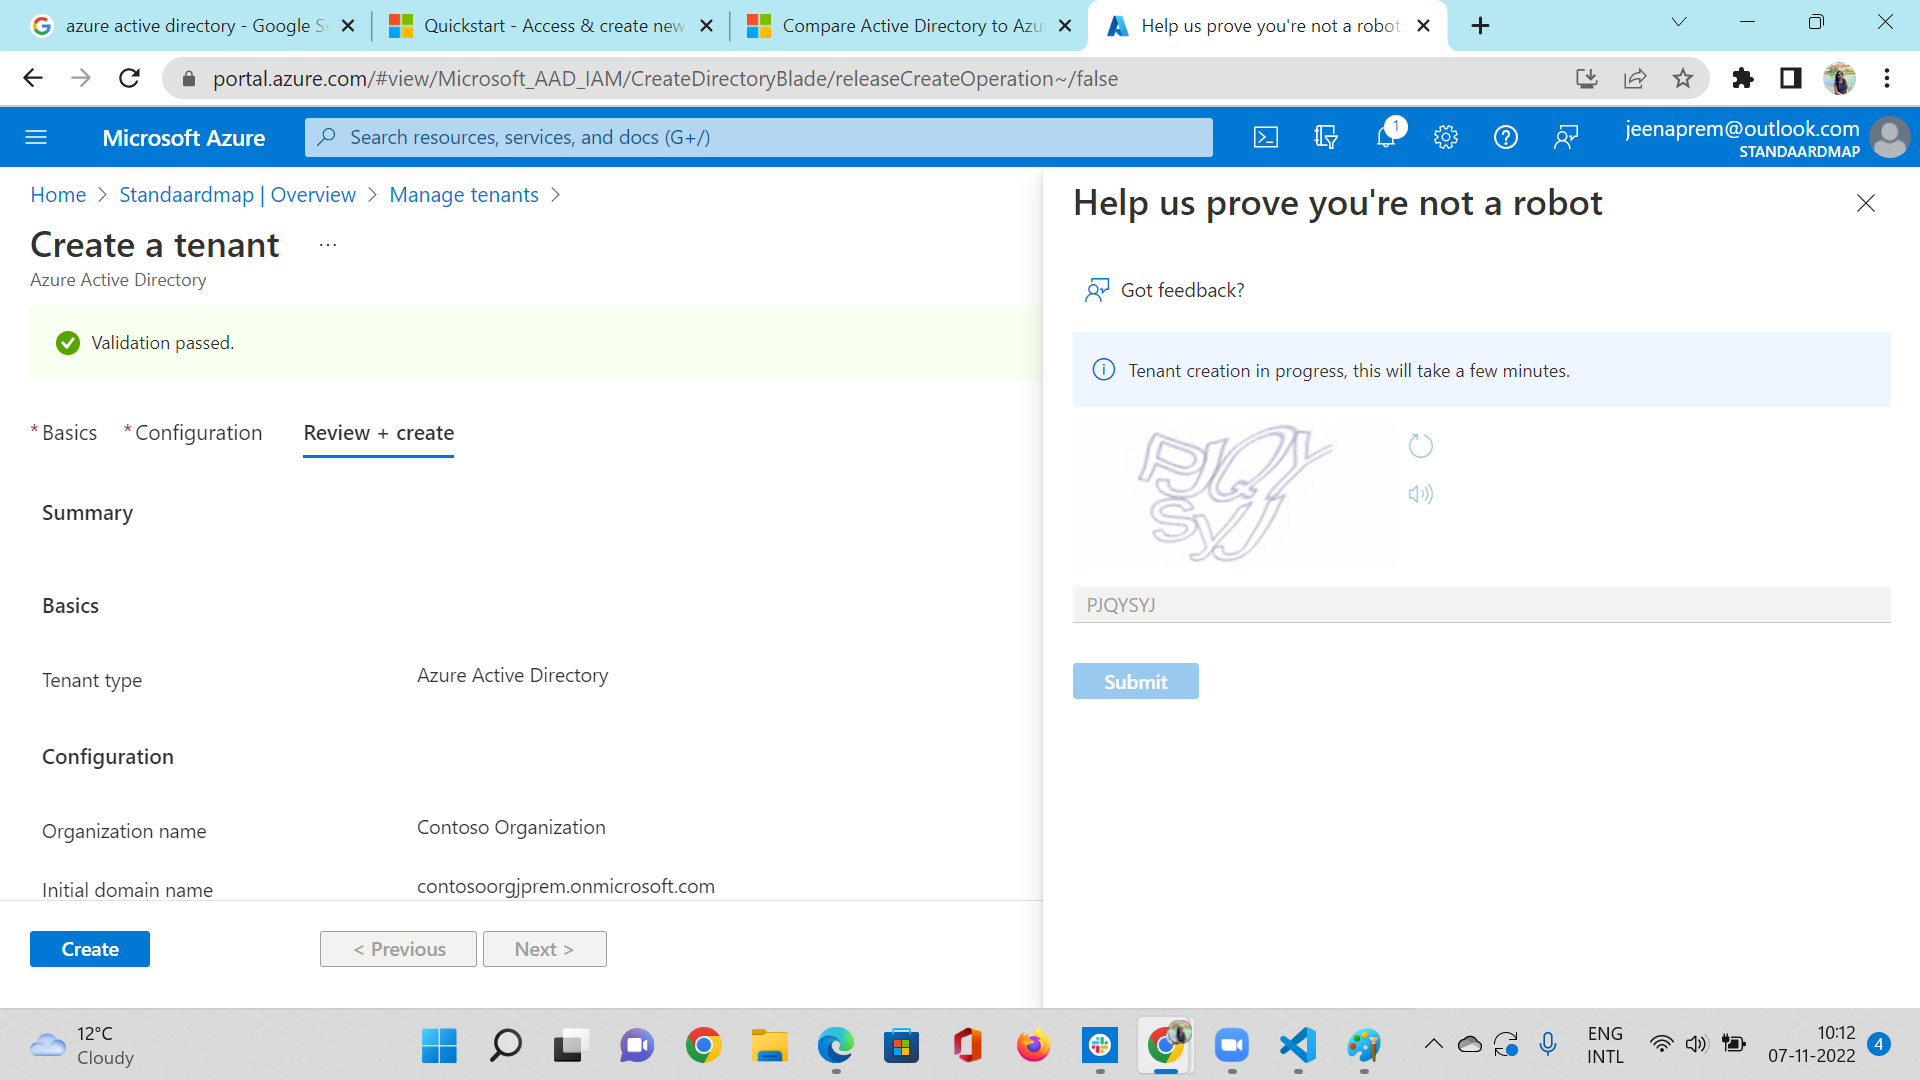 azure active directory - Google Se
Quickstart - Access & create new
Compare Active Directory to Azu
Help us prove you're not a robot
portal.azure.com/#view/Microsoft_AAD_IAM/CreateDirectoryBlade/releaseCreateOperation~/false
Microsoft Azure
Search resources, services, and docs (G+/)
1
jeenaprem@outlook.com
STANDAARDMAP
Home > Standaardmap | Overview > Manage tenants >
Create a tenant ...
Azure Active Directory
Validation passed.
* Basics * Configuration Review + create
Summary
Basics
Tenant type Azure Active Directory
Configuration
Organization name Contoso Organization
Initial domain name contosoorgjprem.onmicrosoft.com
Create < Previous Next >
Help us prove you're not a robot
Got feedback?
Tenant creation in progress, this will take a few minutes.
PJQY
SYJ
PJQYSYJ
Submit
12°C
Cloudy
ENG
INTL
10:12
07-11-2022
4